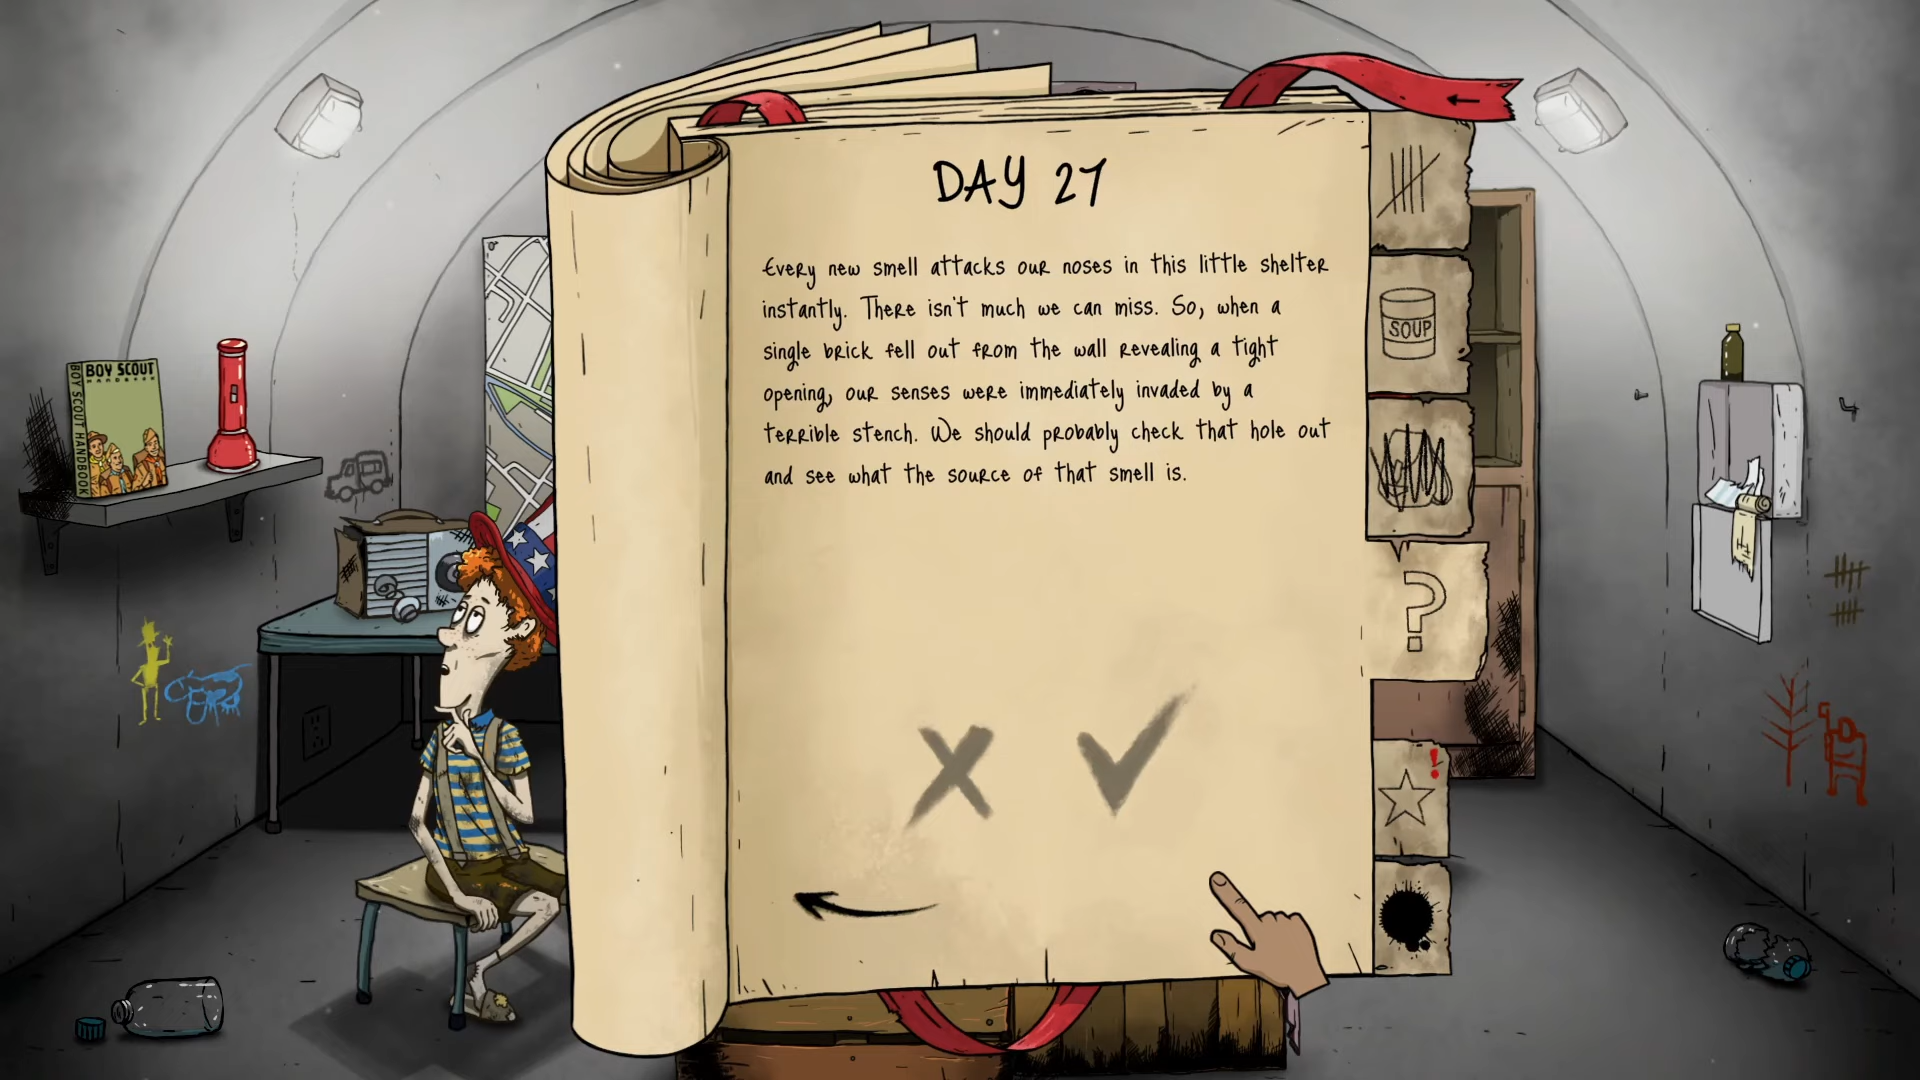 DAY 27
Every new smell attacks our noses in this little shelter
instantly. There isn't much we can miss. So, when a
single brick fell out from the wall revealing a tight
opening, our senses were immediately invaded by a
terrible stench. We should probably check that hole out
and see what the source of that smell is.
BOY SCOUT
HANDBOOK
BOY SCOUT HANDBOOK
SOUP
?
!